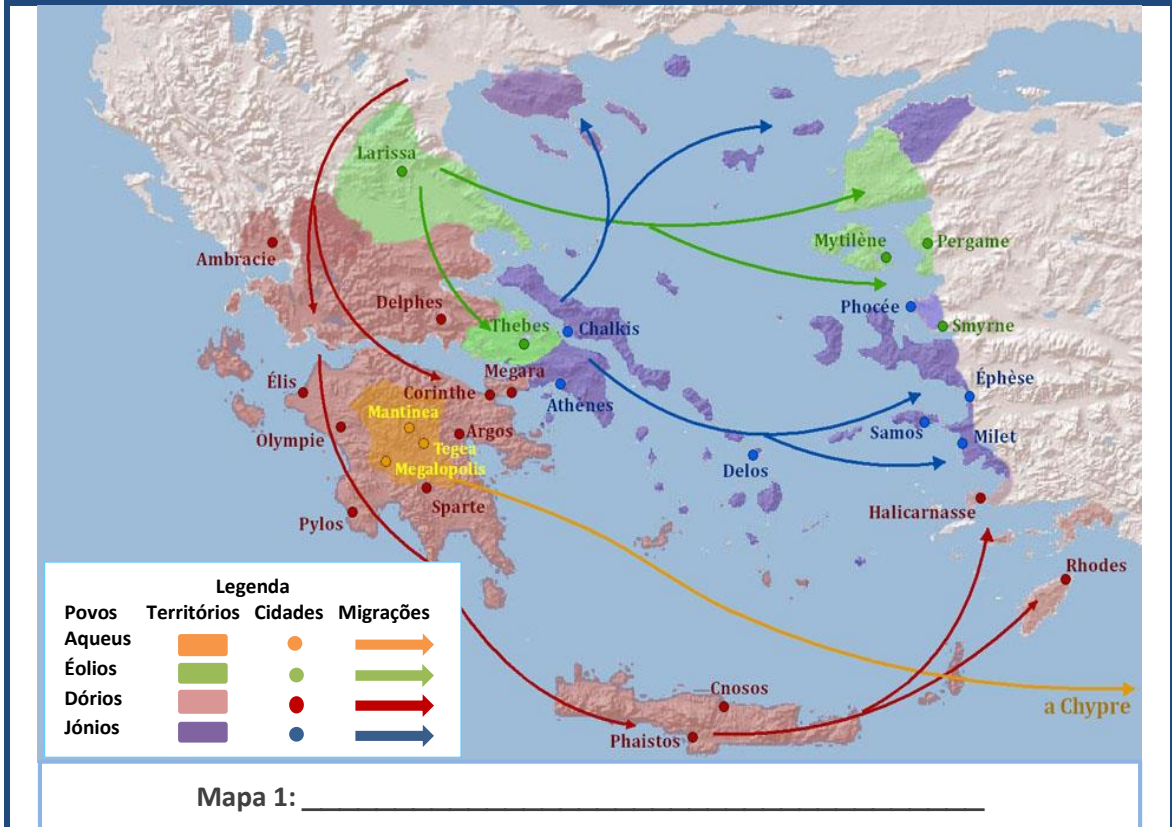 Larissa
Ambracie
Mytilène
Pergame
Delphes
Thebes
Chalkis
Phocée
Smyrne
Élis
Corinthe
Megara
Athenes
Éphèse
Mantinea
Olympie
Argos
Tegea
Megalopolis
Samos
Milet
Delos
Sparte
Pylos
Halicarnasse
Rhodes
Cnosos
Phaistos
a Chypre
Legenda
Povos Territórios Cidades Migrações
Aqueus
Éolios
Dórios
Jónios
Mapa 1: _______________________________________________